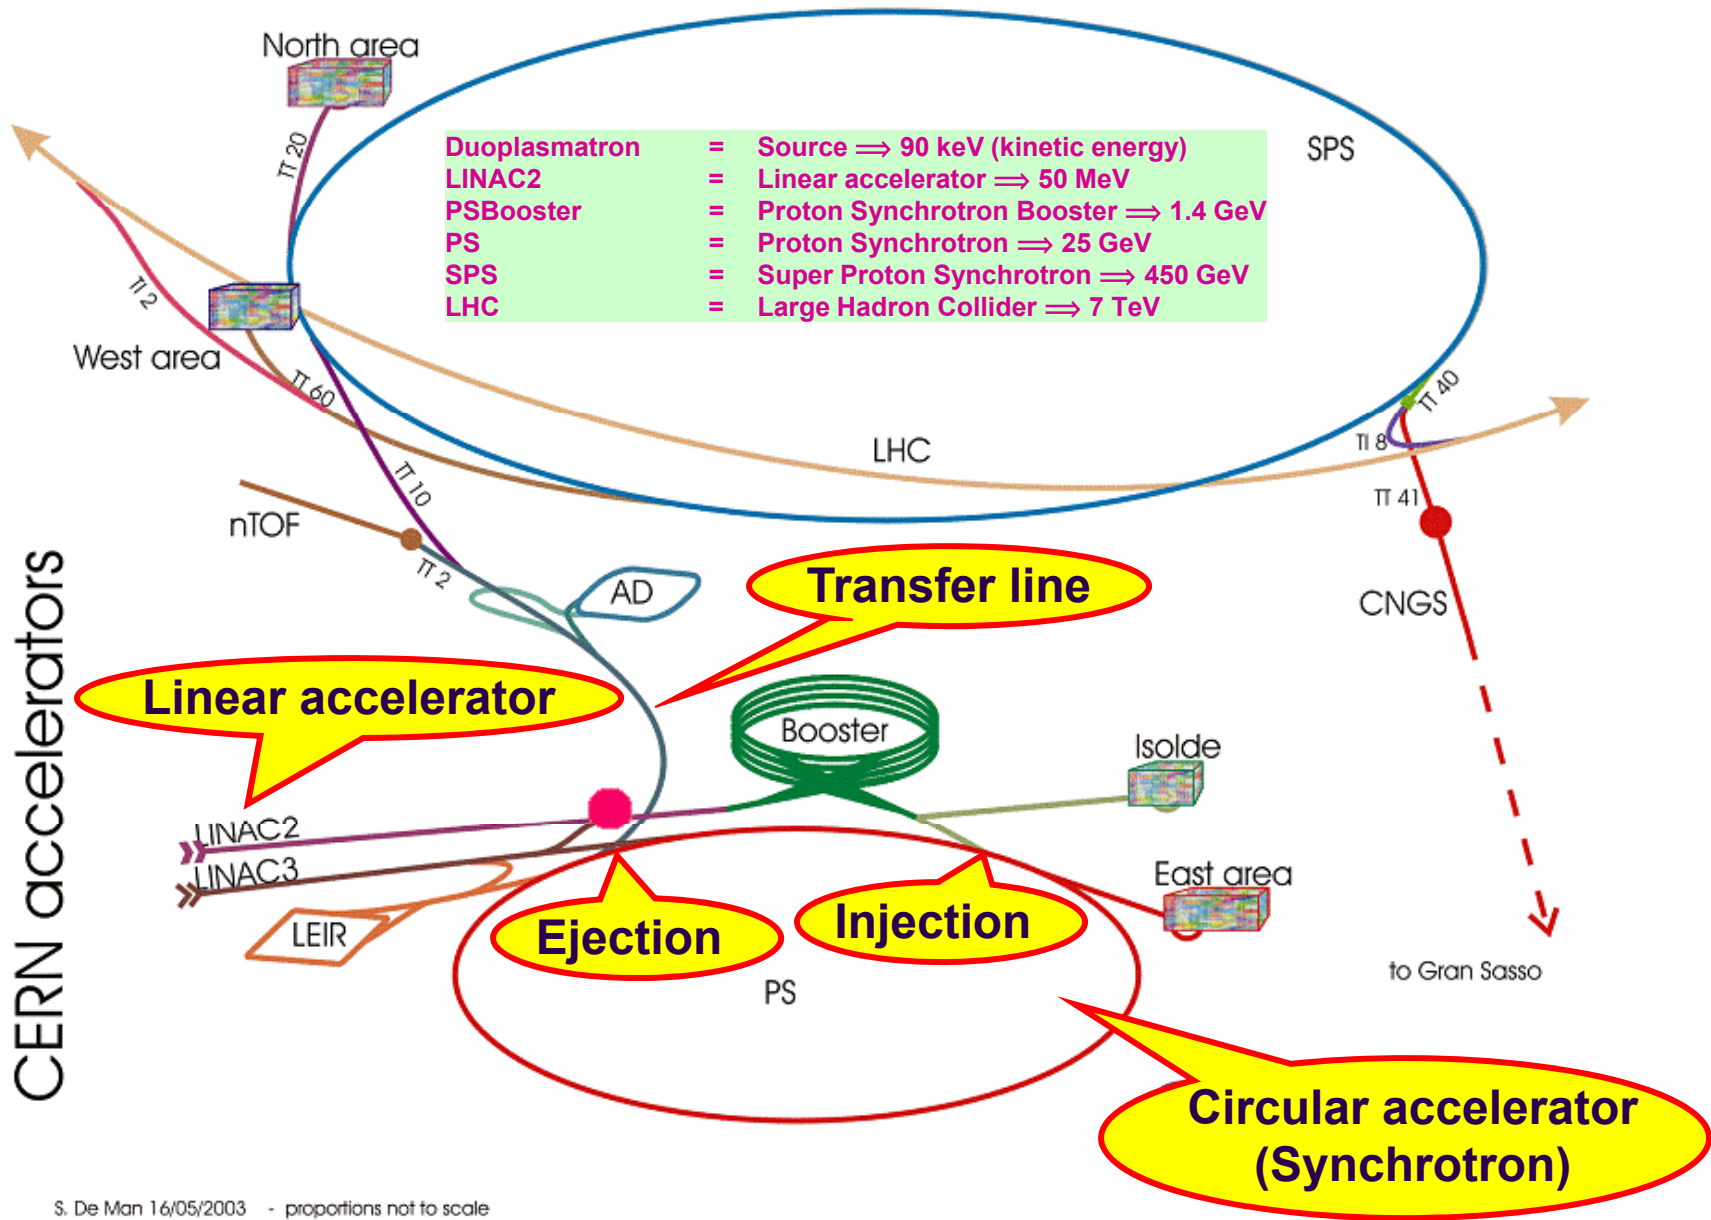 North area
TT 20
SPS
Duoplasmatron = Source ⟹ 90 keV (kinetic energy)
LINAC2 = Linear accelerator ⟹ 50 MeV
PSBooster = Proton Synchrotron Booster ⟹ 1.4 GeV
PS = Proton Synchrotron ⟹ 25 GeV
SPS = Super Proton Synchrotron ⟹ 450 GeV
LHC = Large Hadron Collider ⟹ 7 TeV
TI 2
West area
TT 60
TT 40
TI 8
LHC
TT 10
TT 41
nTOF
TT 2
AD
Transfer line
CNGS
CERN accelerators
Linear accelerator
Booster
Isolde
LINAC2
LINAC3
East area
LEIR
Ejection
Injection
PS
to Gran Sasso
Circular accelerator
(Synchrotron)
S. De Man 16/05/2003 - proportions not to scale